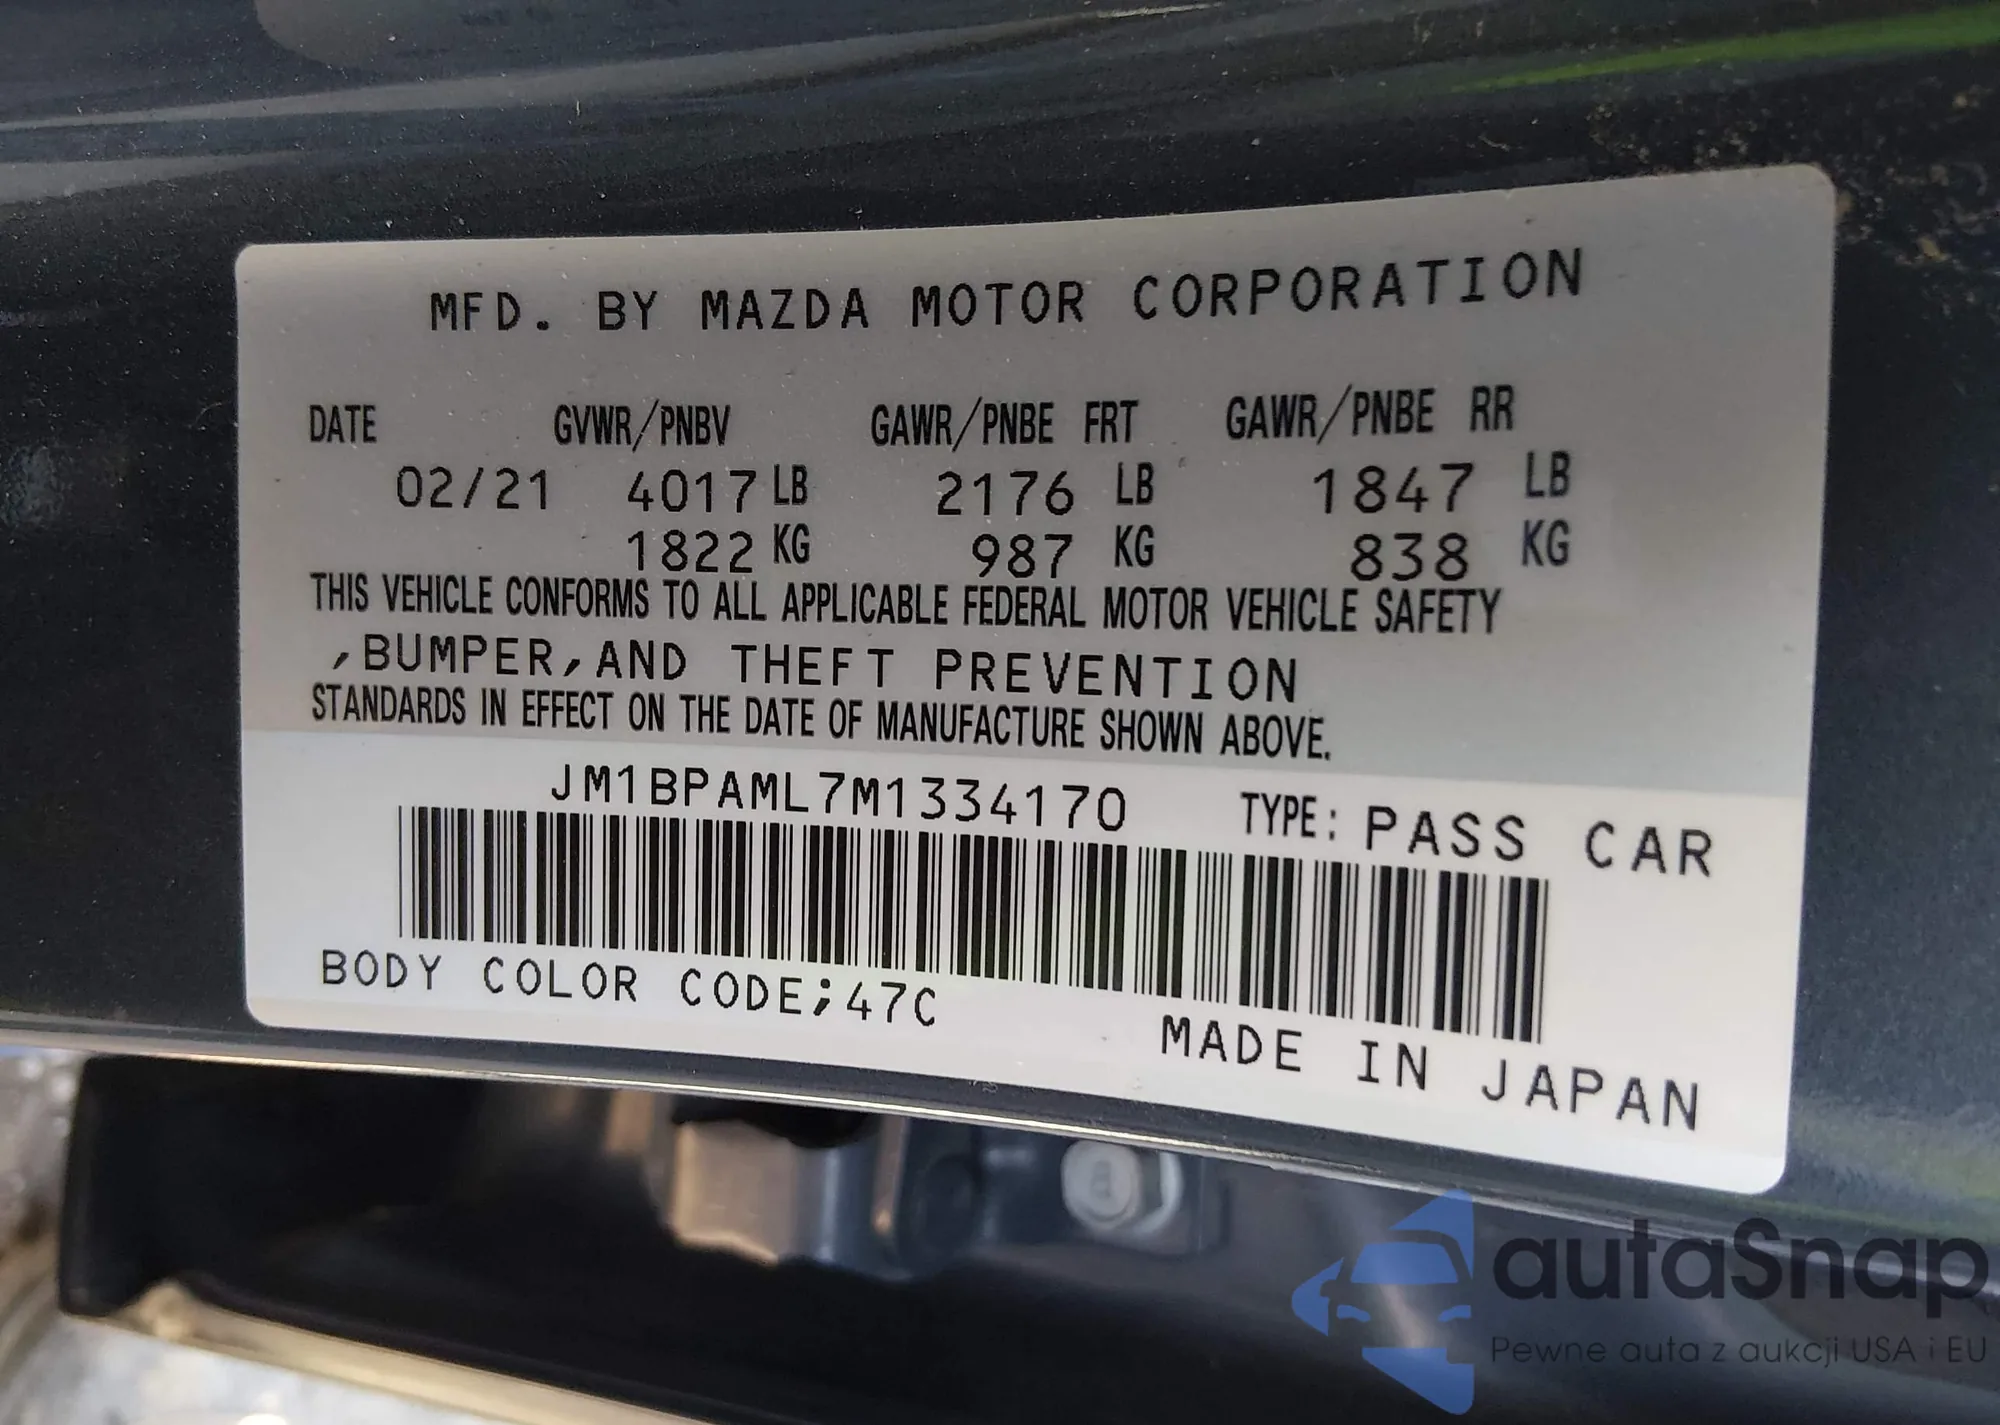 MFD. BY MAZDA MOTOR CORPORATION
DATE GVWR/PNBV GAWR/PNBE FRT GAWR/PNBE RR
02/21 4017 LB 2176 LB 1847 LB
1822 KG 987 KG 838 KG
THIS VEHICLE CONFORMS TO ALL APPLICABLE FEDERAL MOTOR VEHICLE SAFETY
,BUMPER,AND THEFT PREVENTION
STANDARDS IN EFFECT ON THE DATE OF MANUFACTURE SHOWN ABOVE.
JM1BPAML7M1334170 TYPE: PASS CAR
BODY COLOR CODE;47C
MADE IN JAPAN
autaSnap
Pewne auta z aukcji USA i EU